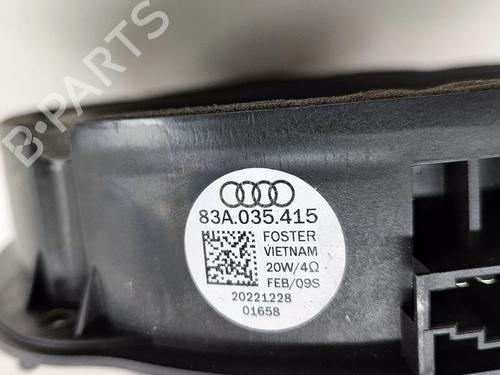 B-PARTS
83A.035.415
FOSTER
VIETNAM
20W/4Ω
FEB/09S
20221228
01658